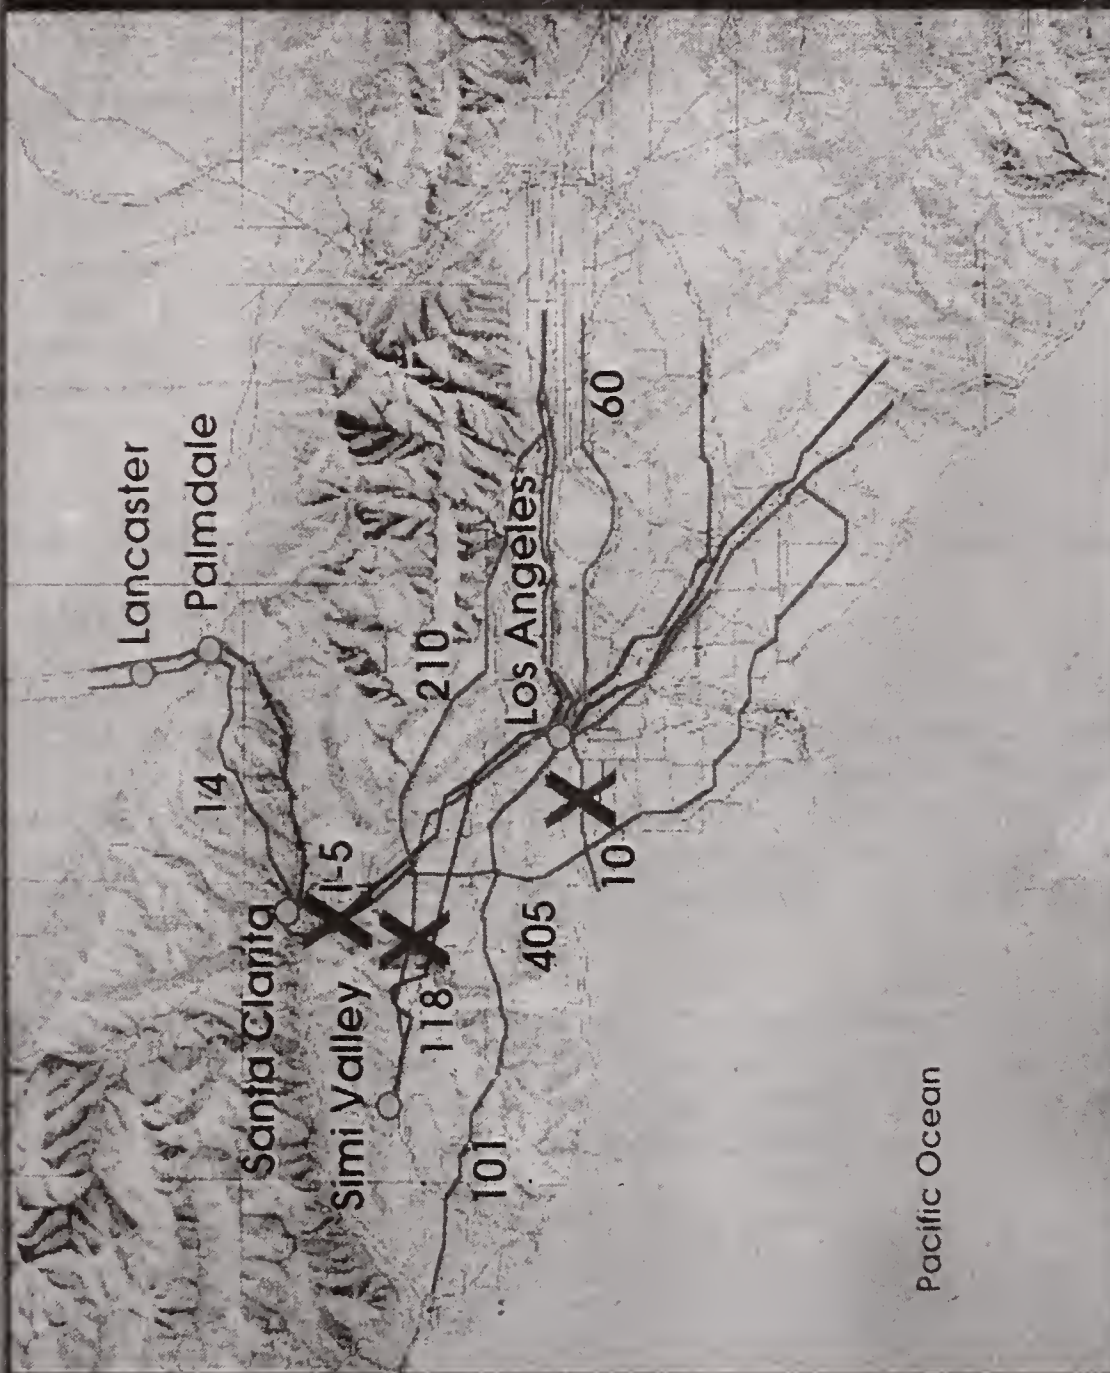 Lancaster
Palmdale
14
Santa Clarita
I-5
210
Simi Valley
118
Los Angeles
60
101
405
10
Pacific Ocean